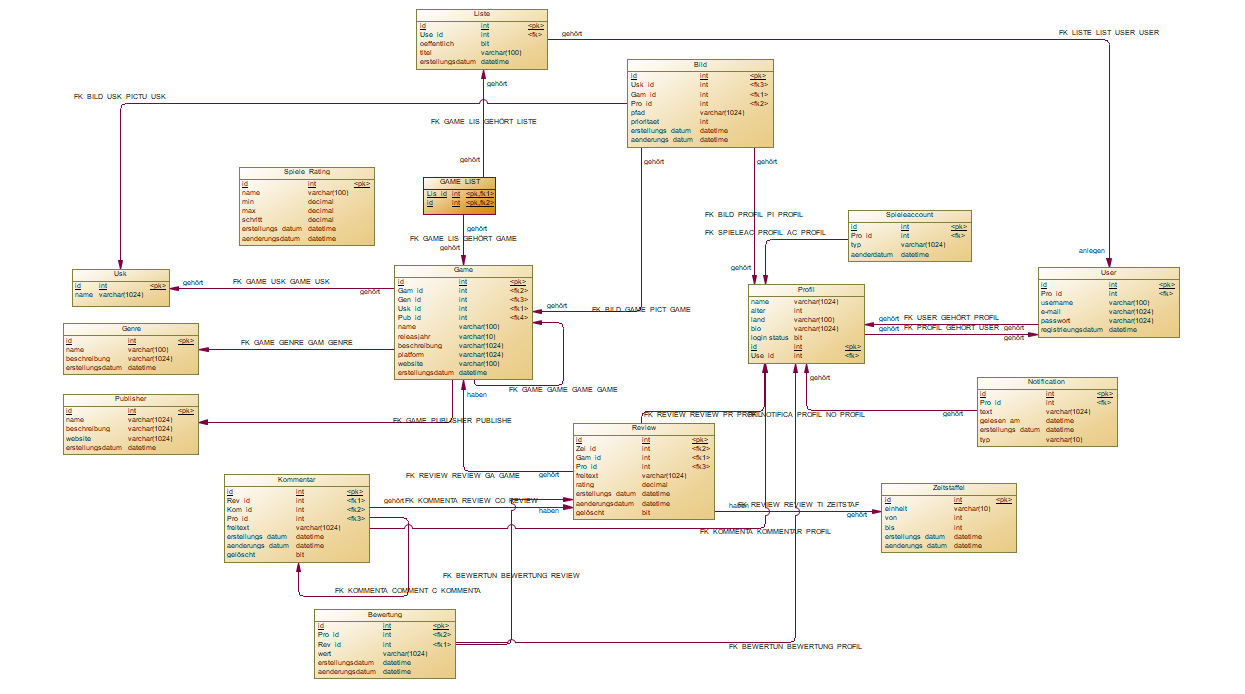 Liste
id int <pk>
Use_id int <fk>
oeffentlich bit
titel varchar(100)
erstellungsdatum datetime
gehört
FK_LISTE_LIST_USER_USER
anlegen
Bild
id int <pk>
Usk_id int <fk3>
Gam_id int <fk1>
Pro_id int <fk2>
pfad varchar(1024)
prioritaet int
erstellungs_datum datetime
aenderungs_datum datetime
gehört
FK_BILD_USK_PICTU_USK
FK_GAME_LIS_GEHÖRT_LISTE
gehört
gehört
gehört
Spiele_Rating
id int <pk>
name varchar(100)
min decimal
max decimal
schritt decimal
erstellungs_datum datetime
aenderungsdatum datetime
GAME_LIST
Lis_id int <pk,fk1>
id int <pk,fk2>
gehört
FK_GAME_LIS_GEHÖRT_GAME
gehört
FK_BILD_PROFIL_PI_PROFIL
FK_SPIELEAC_PROFIL_AC_PROFIL
gehört
Spieleaccount
id int <pk>
Pro_id int <fk>
typ varchar(1024)
aenderdatum datetime
Usk
id int <pk>
name varchar(1024)
gehört
FK_GAME_USK_GAME_USK
gehört
Game
id int <pk>
Gam_id int <fk2>
Gen_id int <fk3>
Usk_id int <fk1>
Pub_id int <fk4>
name varchar(100)
releasjahr varchar(10)
beschreibung varchar(1024)
platform varchar(1024)
website varchar(100)
erstellungsdatum datetime
gehört
FK_BILD_GAME_PICT_GAME
Profil
name varchar(1024)
alter int
land varchar(100)
bio varchar(1024)
login status bit
id int <pk>
Use_id int <fk>
User
id int <pk>
Pro_id int <fk>
username varchar(100)
e-mail varchar(1024)
passwort varchar(1024)
registrieungsdatum datetime
gehört FK_USER_GEHÖRT_PROFIL
gehört FK_PROFIL_GEHÖRT_USER gehört
gehört
Genre
id int <pk>
name varchar(100)
beschreibung varchar(1024)
erstellungsdatum datetime
FK_GAME_GENRE_GAM_GENRE
FK_GAME_GAME_GAME_GAME
haben
gehört
Publisher
id int <pk>
name varchar(1024)
beschreibung varchar(1024)
website varchar(1024)
erstellungsdatum datetime
FK_GAME_PUBLISHER_PUBLISHE
Notification
id int <pk>
Pro_id int <fk>
text varchar(1024)
gelesen_am datetime
erstellungs_datum datetime
typ varchar(10)
gehört
FK_REVIEW_REVIEW_PR_PROFIL
NOTIFICA_PROFIL_NO_PROFIL
Review
id int <pk>
Zei_id int <fk2>
Gam_id int <fk1>
Pro_id int <fk3>
freitext varchar(1024)
rating decimal
erstellungs_datum datetime
aenderungsdatum datetime
gelöscht bit
FK_REVIEW_REVIEW_GA_GAME
gehört
Kommentar
id int <pk>
Rev_id int <fk1>
Kom_id int <fk2>
Pro_id int <fk3>
freitext varchar(1024)
erstellungs_datum datetime
aenderungs_datum datetime
gelöscht bit
gehört FK_KOMMENTA_REVIEW_CO_REVIEW
haben
haben
FK_REVIEW_REVIEW_TI_ZEITSTAF
gehört
Zeitstaffel
id int <pk>
einheit varchar(10)
von int
bis int
erstellungs_datum datetime
aenderungs_datum datetime
FK_KOMMENTA_KOMMENTAR_PROFIL
FK_BEWERTUN_BEWERTUNG_REVIEW
FK_KOMMENTA_COMMENT_C_KOMMENTA
Bewertung
id int <pk>
Pro_id int <fk2>
Rev_id int <fk1>
wert varchar(1024)
erstellungsdatum datetime
aenderungsdatum datetime
FK_BEWERTUN_BEWERTUNG_PROFIL